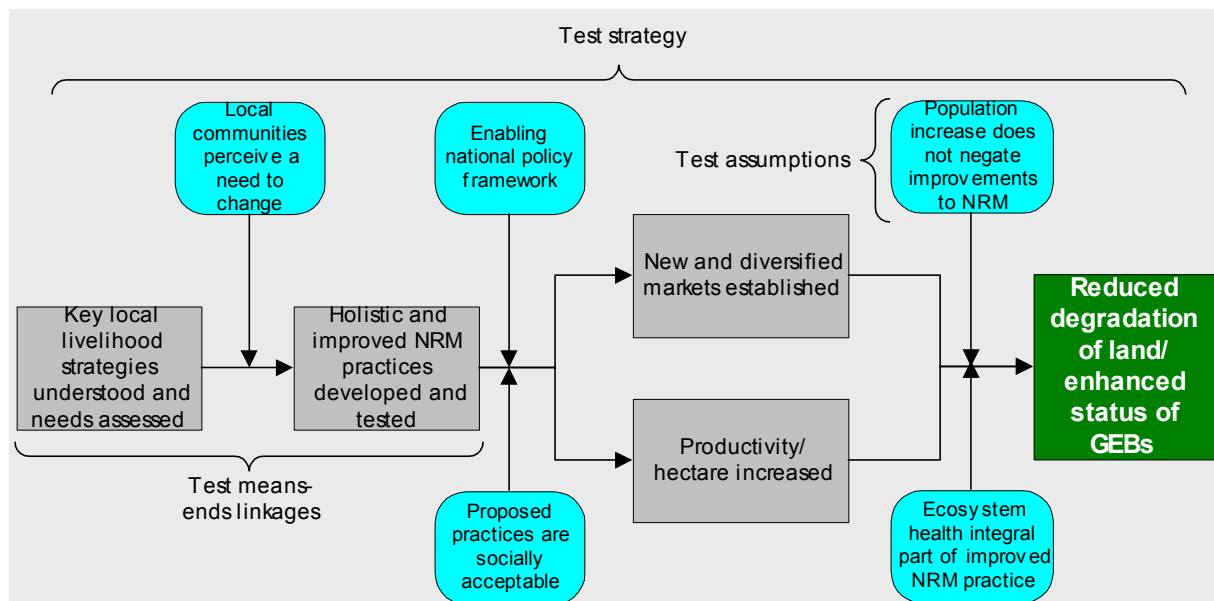 Test strategy
Local
communities
perceive a
need to
change
Enabling
national policy
framework
Test assumptions
Population
increase does
not negate
improvements
to NRM
New and diversified
markets established
Key local
livelihood
strategies
understood and
needs assessed
Holistic and
improved NRM
practices
developed and
tested
Reduced
degradation
of land/
enhanced
status of
GEBs
Productivity/
hectare increased
Test means-
ends linkages
Proposed
practices are
socially
acceptable
Ecosystem
health integral
part of improved
NRM practice